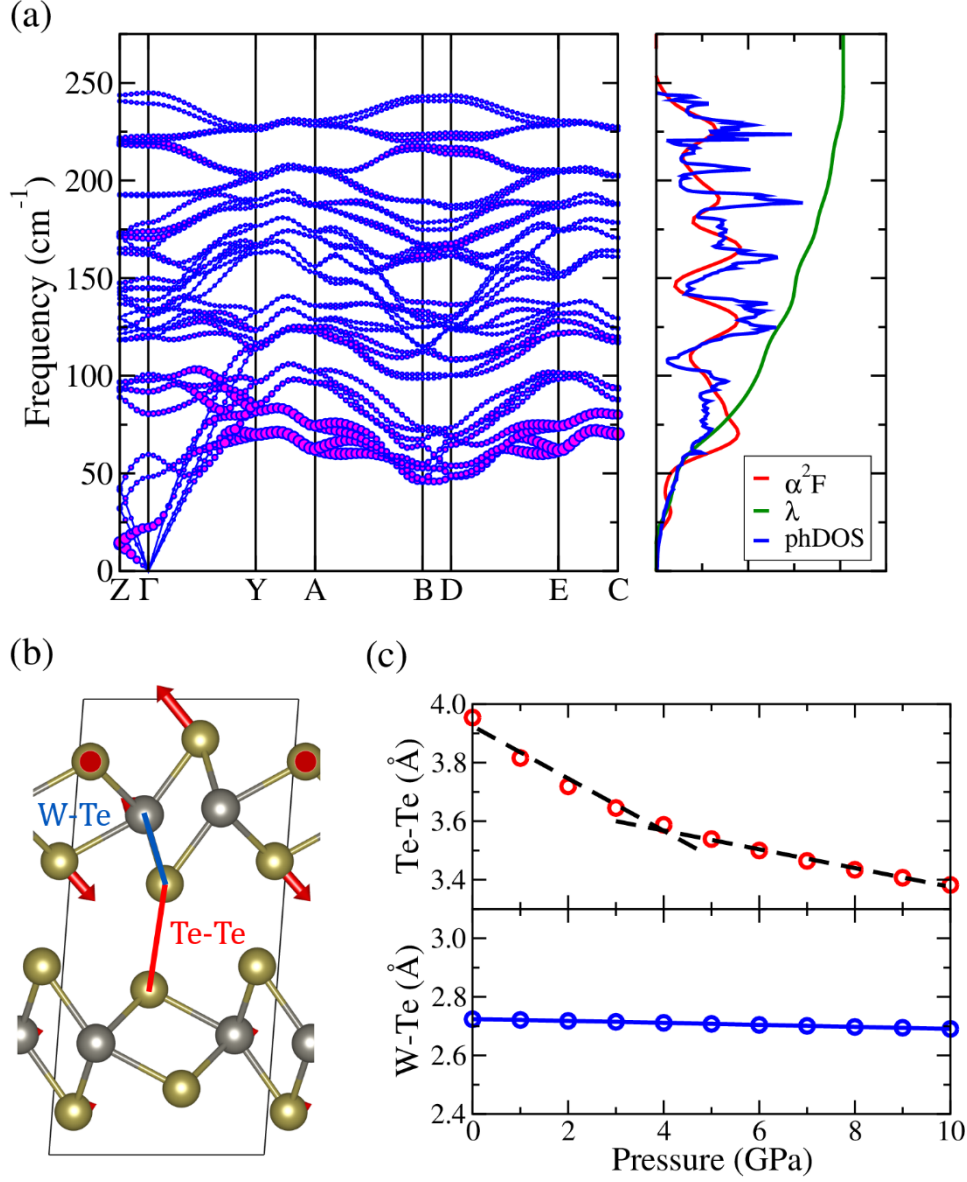 (a)
Frequency (cm⁻¹)
250
200
150
100
50
0
Z Γ Y A B D E C
α²F
λ
phDOS
(b)
W-Te
Te-Te
(c)
Te-Te (Å)
4.0
3.8
3.6
3.4
W-Te (Å)
3.0
2.8
2.6
2.4
0 2 4 6 8 10
Pressure (GPa)